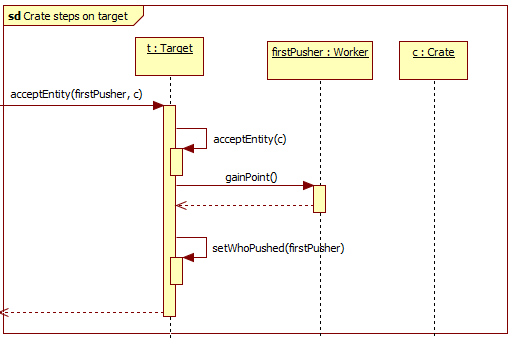 sd Crate steps on target
t : Target
firstPusher : Worker
c : Crate
acceptEntity(firstPusher, c)
acceptEntity(c)
gainPoint()
setWhoPushed(firstPusher)